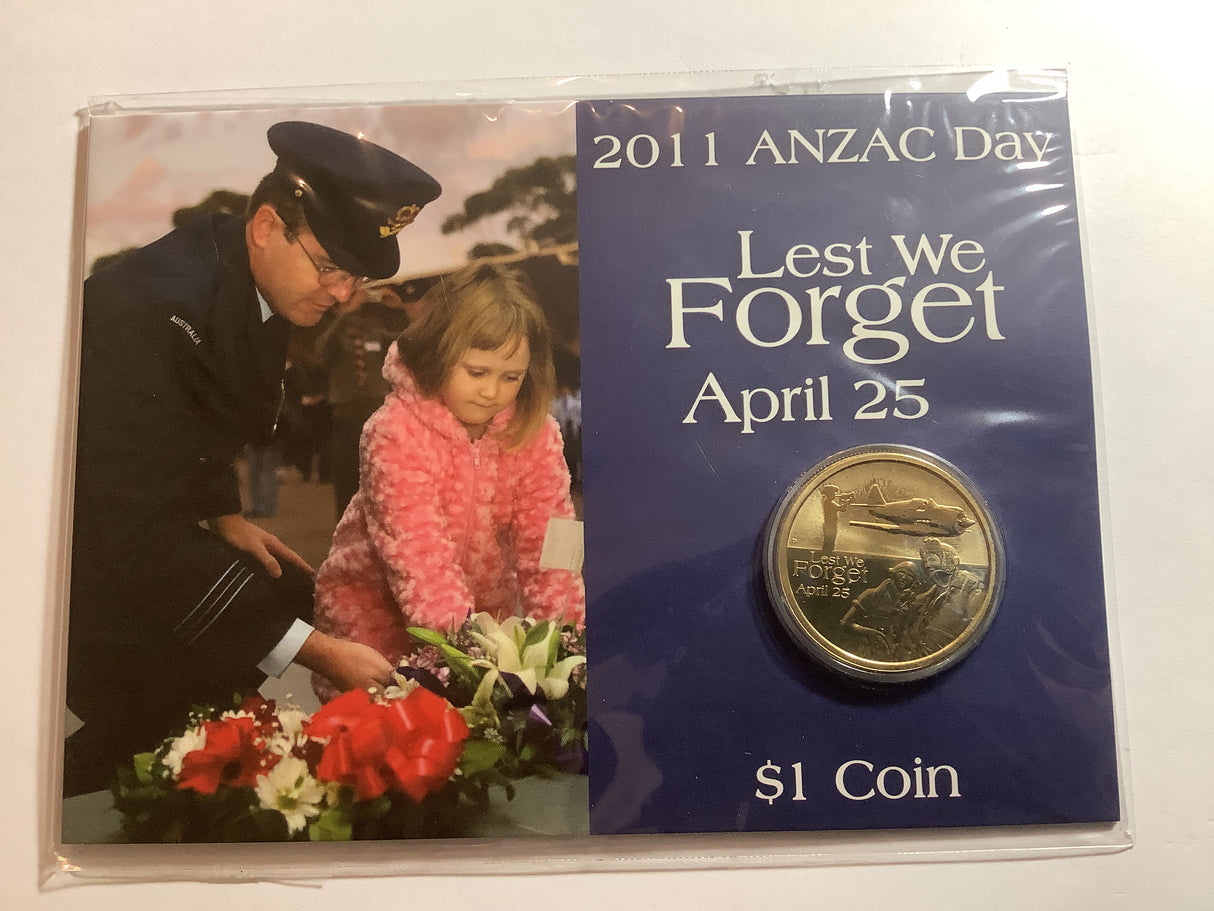 2011 ANZAC Day
Lest We
Forget
April 25
AUSTRALIA
Lest We
Forget
April 25
$1 Coin